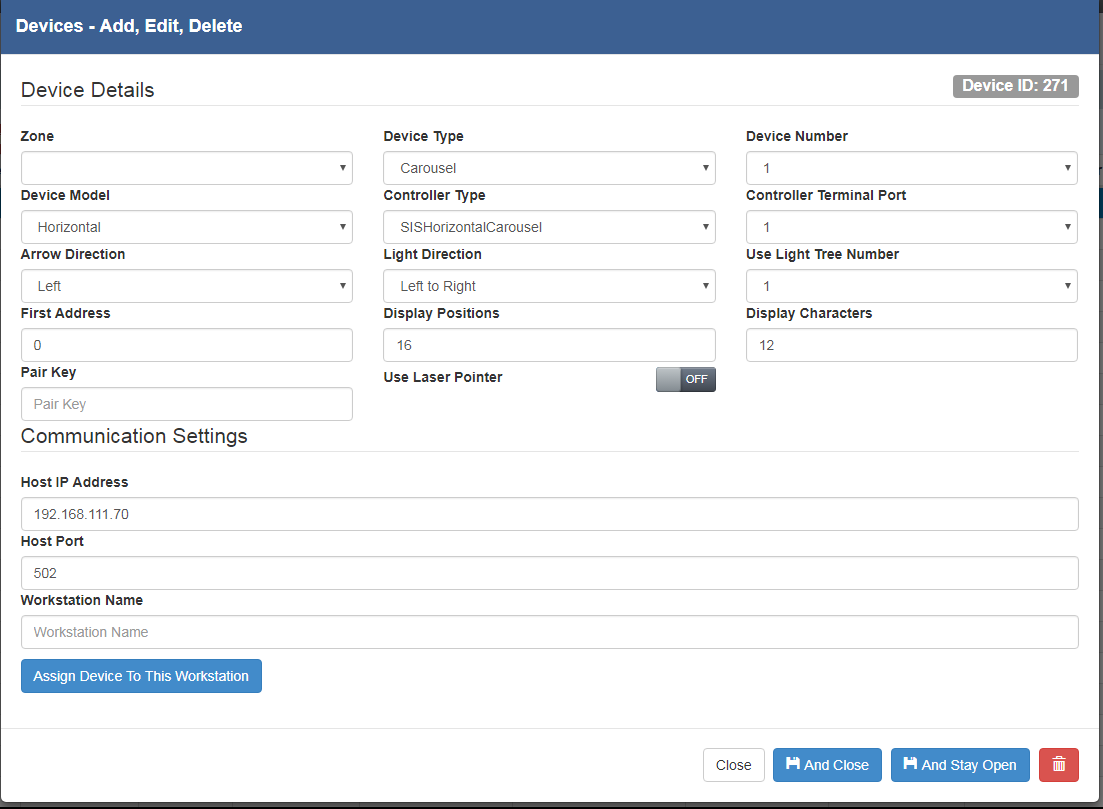 Devices - Add, Edit, Delete
Device Details
Device ID: 271
Zone
Device Type
Device Number
Carousel
1
Device Model
Controller Type
Controller Terminal Port
Horizontal
SISHorizontalCarousel
1
Arrow Direction
Light Direction
Use Light Tree Number
Left
Left to Right
1
First Address
Display Positions
Display Characters
0
16
12
Pair Key
Use Laser Pointer
OFF
Pair Key
Communication Settings
Host IP Address
192.168.111.70
Host Port
502
Workstation Name
Workstation Name
Assign Device To This Workstation
Close
And Close
And Stay Open